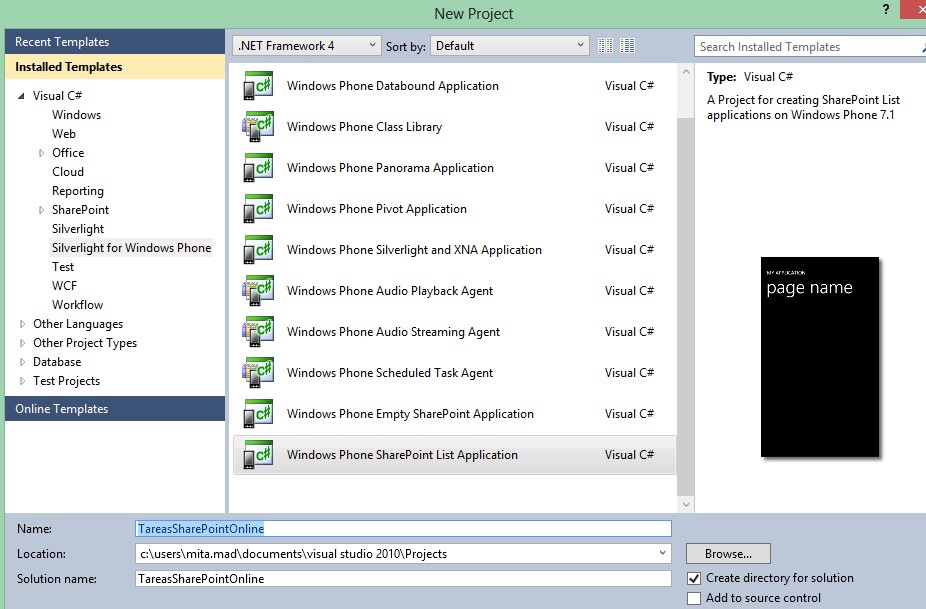 New Project
?
Recent Templates
Installed Templates
Visual C#
Windows
Web
Office
Cloud
Reporting
SharePoint
Silverlight
Silverlight for Windows Phone
Test
WCF
Workflow
Other Languages
Other Project Types
Database
Test Projects
Online Templates
.NET Framework 4
Sort by: Default
Windows Phone Databound Application Visual C#
Windows Phone Class Library Visual C#
Windows Phone Panorama Application Visual C#
Windows Phone Pivot Application Visual C#
Windows Phone Silverlight and XNA Application Visual C#
Windows Phone Audio Playback Agent Visual C#
Windows Phone Audio Streaming Agent Visual C#
Windows Phone Scheduled Task Agent Visual C#
Windows Phone Empty SharePoint Application Visual C#
Windows Phone SharePoint List Application Visual C#
Search Installed Templates
Type: Visual C#
A Project for creating SharePoint List
applications on Windows Phone 7.1
MY APPLICATION
page name
Name: TareasSharePointOnline
Location: c:\users\mita.mad\documents\visual studio 2010\Projects
Browse...
Solution name: TareasSharePointOnline
Create directory for solution
Add to source control